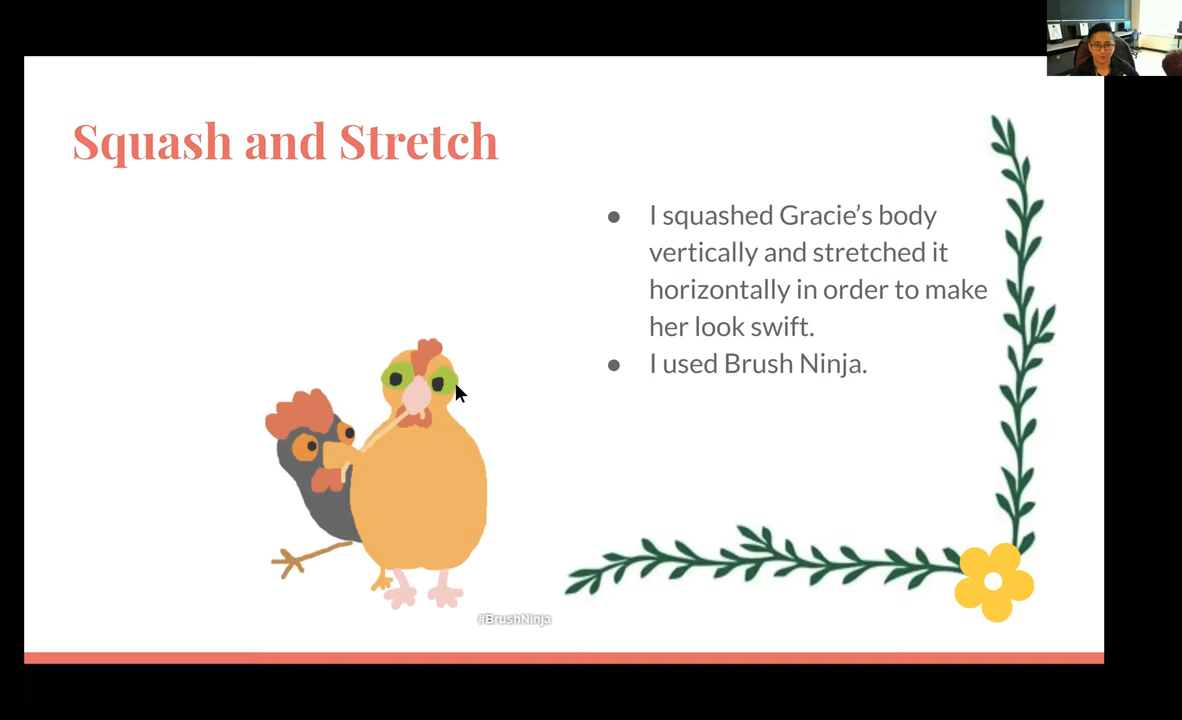 Squash and Stretch
● I squashed Gracie’s body
vertically and stretched it
horizontally in order to make
her look swift.
● I used Brush Ninja.
#BrushNinja